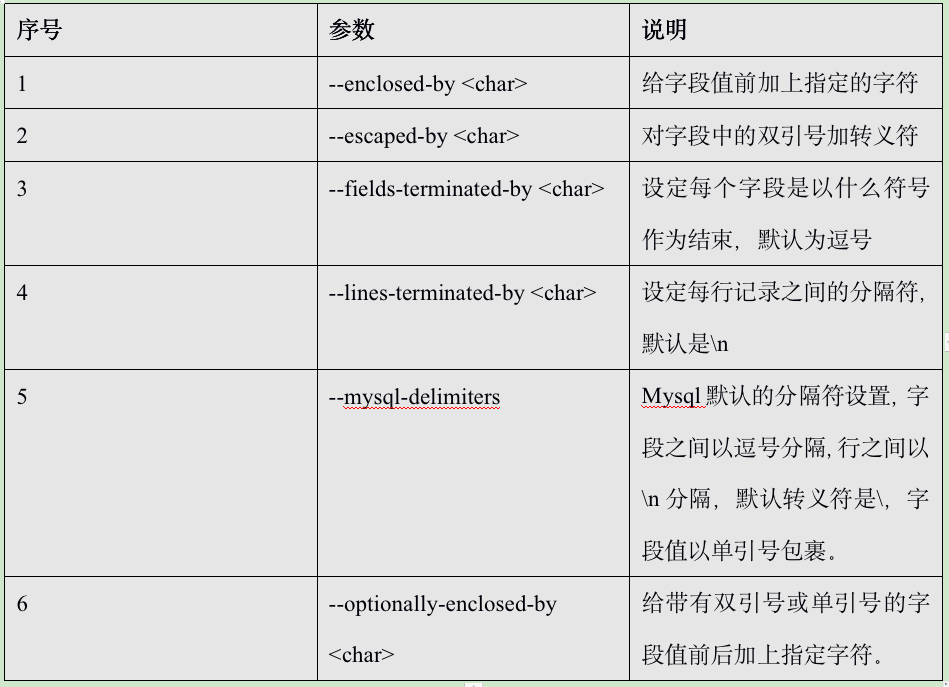 序号 参数 说明
1 --enclosed-by <char> 给字段值前加上指定的字符
2 --escaped-by <char> 对字段中的双引号加转义符
3 --fields-terminated-by <char> 设定每个字段是以什么符号
作为结束，默认为逗号
4 --lines-terminated-by <char> 设定每行记录之间的分隔符,
默认是\n
5 --mysql-delimiters Mysql默认的分隔符设置, 字
段之间以逗号分隔, 行之间以
\n 分隔，默认转义符是\，字
段值以单引号包裹。
6 --optionally-enclosed-by 给带有双引号或单引号的字
<char> 段值前后加上指定字符。